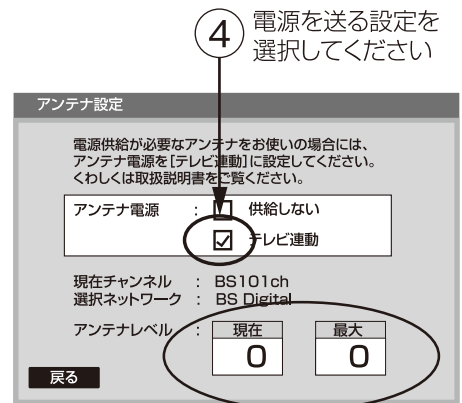 ④ 電源を送る設定を
選択してください
アンテナ設定
電源供給が必要なアンテナをお使いの場合には、
アンテナ電源を[テレビ連動]に設定してください。
くわしくは取扱説明書をご覧ください。
アンテナ電源 : 供給しない
テレビ連動
現在チャンネル : BS101ch
選択ネットワーク : BS Digital
アンテナレベル : 現在 最大
0 0
戻る